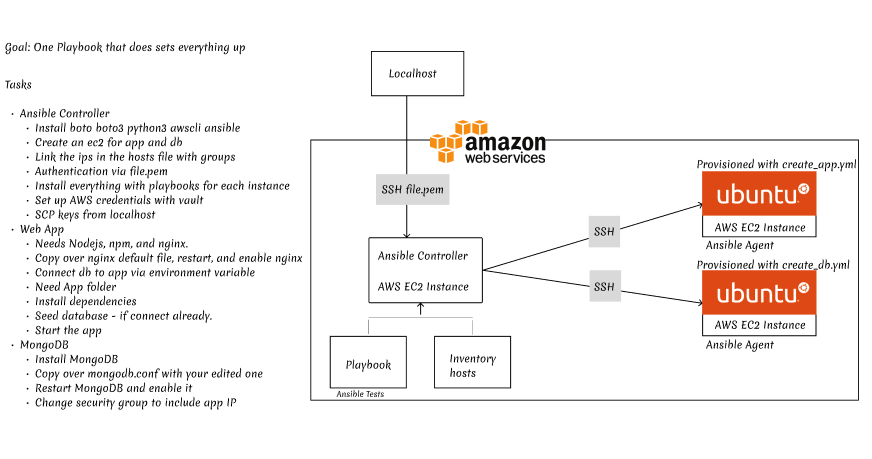 Goal: One Playbook that does sets everything up
Tasks
• Ansible Controller
• Install boto boto3 python3 awscli ansible
• Create an ec2 for app and db
• Link the ips in the hosts file with groups
• Authentication via file.pem
• Install everything with playbooks for each instance
• Set up AWS credentials with vault
• SCP keys from localhost
• Web App
• Needs Nodejs, npm, and nginx.
• Copy over nginx default file, restart, and enable nginx
• Connect db to app via environment variable
• Need App folder
• Install dependencies
• Seed database - if connect already.
• Start the app
• MongoDB
• Install MongoDB
• Copy over mongodb.conf with your edited one
• Restart MongoDB and enable it
• Change security group to include app IP
Localhost
amazon
web services
SSH file.pem
Ansible Controller
AWS EC2 Instance
Playbook
Ansible Tests
Inventory
hosts
SSH
SSH
Provisioned with create_app.yml
ubuntu
AWS EC2 Instance
Ansible Agent
Provisioned with create_db.yml
ubuntu
AWS EC2 Instance
Ansible Agent